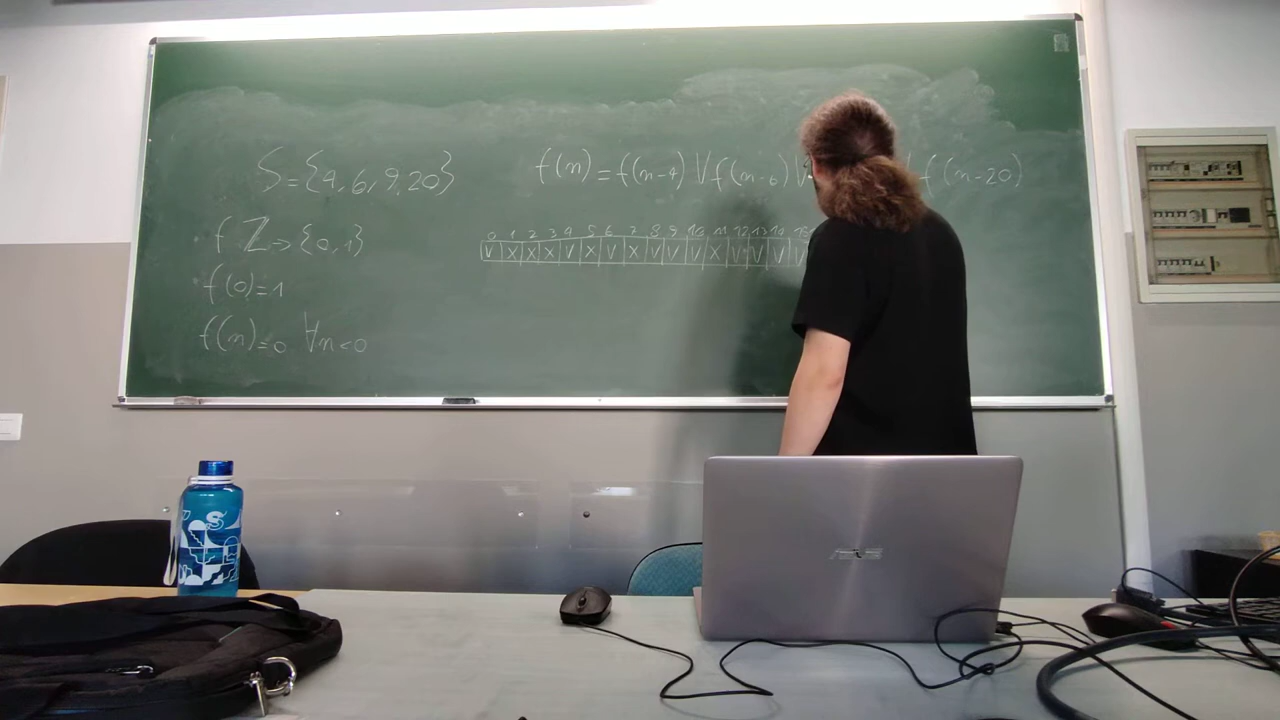 S={4,6,9,20}
f(n)=f(n-4) ∨ f(n-6) ∨ f(n-20)
f ℤ→{0,1}
0 1 2 3 4 5 6 7 8 9 10 11 12 13 14 15
V X X X V X V X V V V X V V V V
f(0)=1
f(n)=0 ∀n<0
ASUS